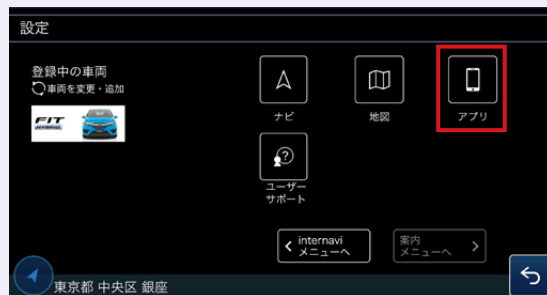 設定
登録中の車両
車両を変更・追加
FIT
HYBRID
ナビ
地図
アプリ
?
ユーザー
サポート
internavi
メニューへ
案内
メニューへ
東京都 中央区 銀座